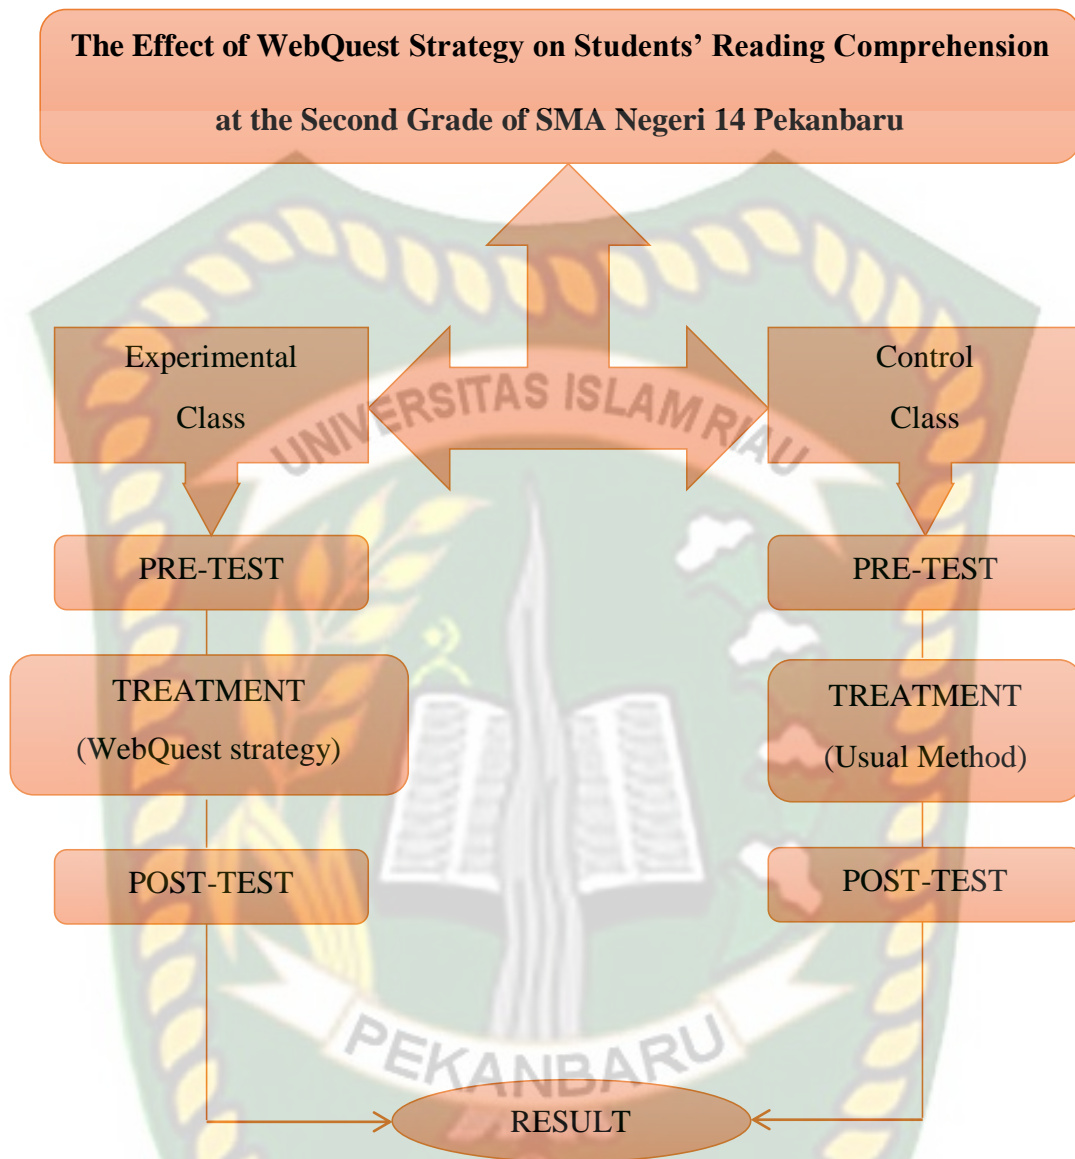 The Effect of WebQuest Strategy on Students’ Reading Comprehension
at the Second Grade of SMA Negeri 14 Pekanbaru
Experimental
Class
Control
Class
UNIVERSITAS ISLAM RIAU
PRE-TEST
PRE-TEST
TREATMENT
(WebQuest strategy)
TREATMENT
(Usual Method)
POST-TEST
POST-TEST
PEKANBARU
RESULT